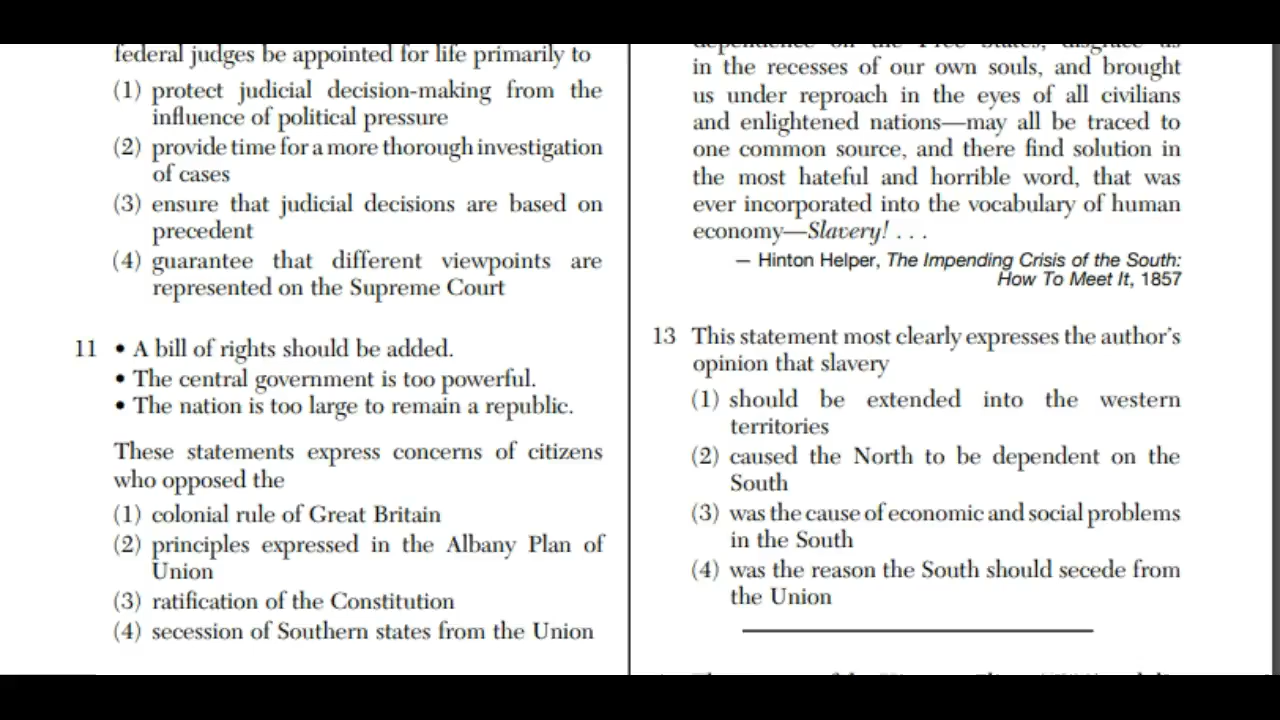 federal judges be appointed for life primarily to
(1) protect judicial decision-making from the
influence of political pressure
(2) provide time for a more thorough investigation
of cases
(3) ensure that judicial decisions are based on
precedent
(4) guarantee that different viewpoints are
represented on the Supreme Court
11 • A bill of rights should be added.
• The central government is too powerful.
• The nation is too large to remain a republic.
These statements express concerns of citizens
who opposed the
(1) colonial rule of Great Britain
(2) principles expressed in the Albany Plan of
Union
(3) ratification of the Constitution
(4) secession of Southern states from the Union
dependence on the Free States, disgrace us
in the recesses of our own souls, and brought
us under reproach in the eyes of all civilians
and enlightened nations—may all be traced to
one common source, and there find solution in
the most hateful and horrible word, that was
ever incorporated into the vocabulary of human
economy—Slavery! . . .
— Hinton Helper, The Impending Crisis of the South:
How To Meet It, 1857
13 This statement most clearly expresses the author's
opinion that slavery
(1) should be extended into the western
territories
(2) caused the North to be dependent on the
South
(3) was the cause of economic and social problems
in the South
(4) was the reason the South should secede from
the Union